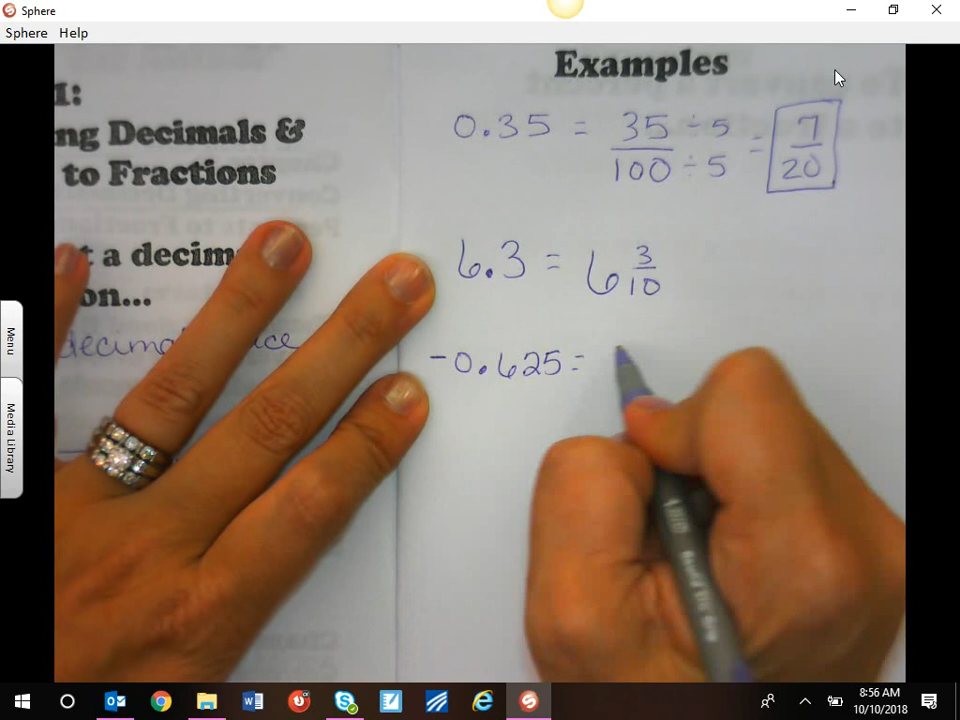 Sphere
Sphere Help
Examples
1:
ng Decimals &
to Fractions
0.35 = 35 ÷5 / 100 ÷5 = 7/20
6.3 = 6 3/10
a decim
on...
decima
-0.625 =
Menu
Media Library
8:56 AM
10/10/2018